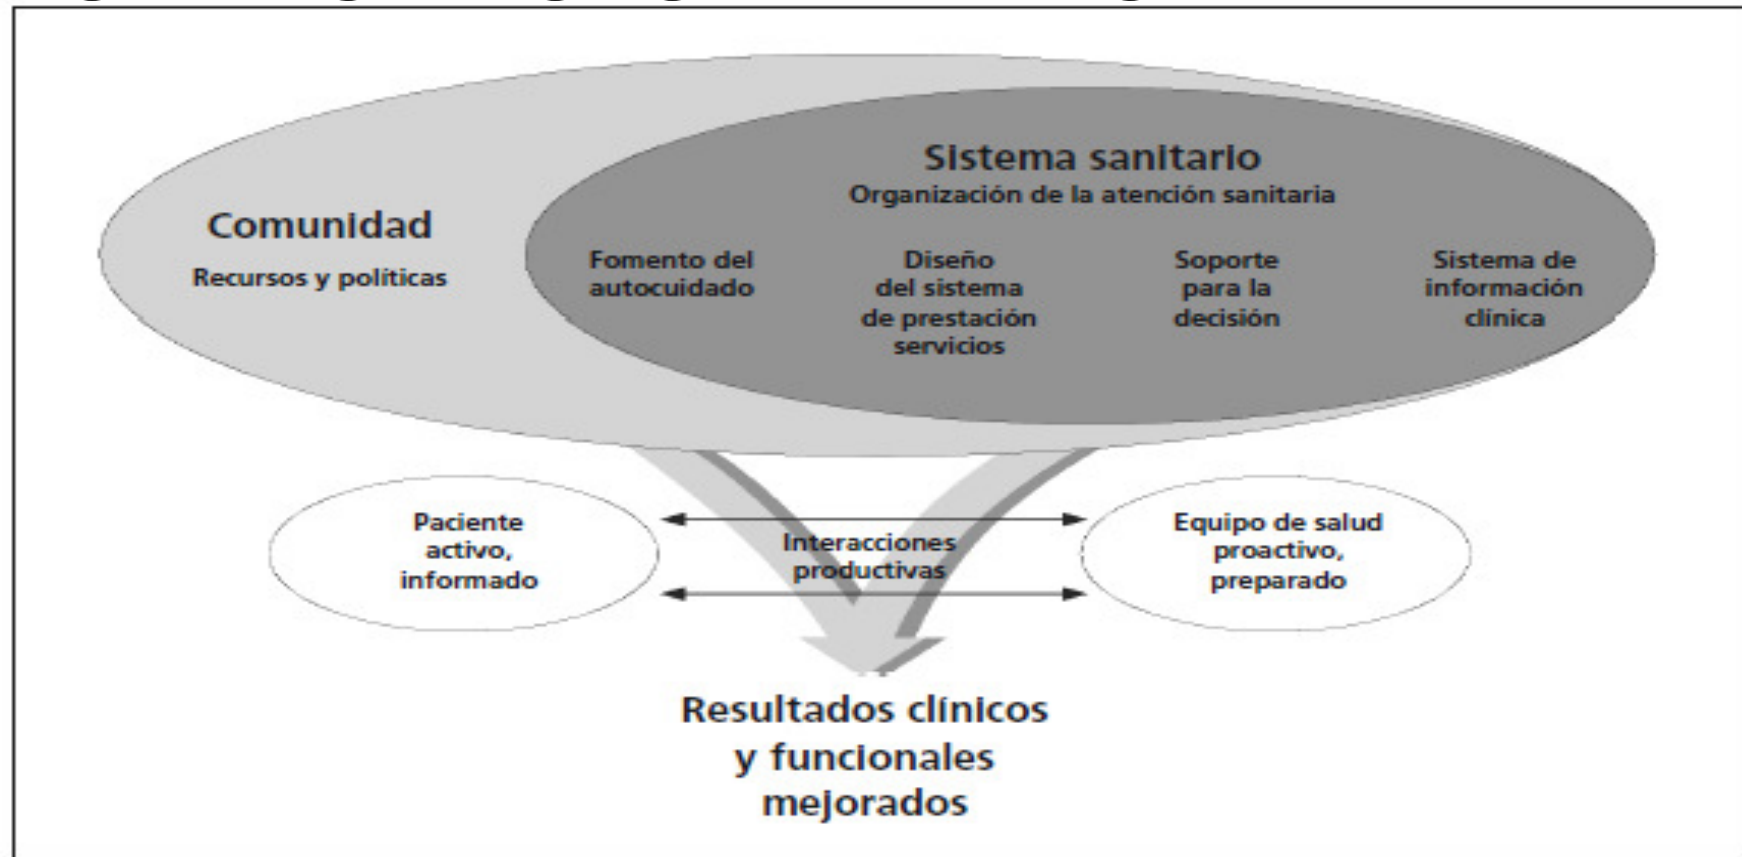 Sistema sanitario
Organización de la atención sanitaria
Comunidad
Recursos y políticas
Fomento del
autocuidado
Diseño
del sistema
de prestación
servicios
Soporte
para la
decisión
Sistema de
información
clínica
Paciente
activo,
informado
Interacciones
productivas
Equipo de salud
proactivo,
preparado
Resultados clínicos
y funcionales
mejorados